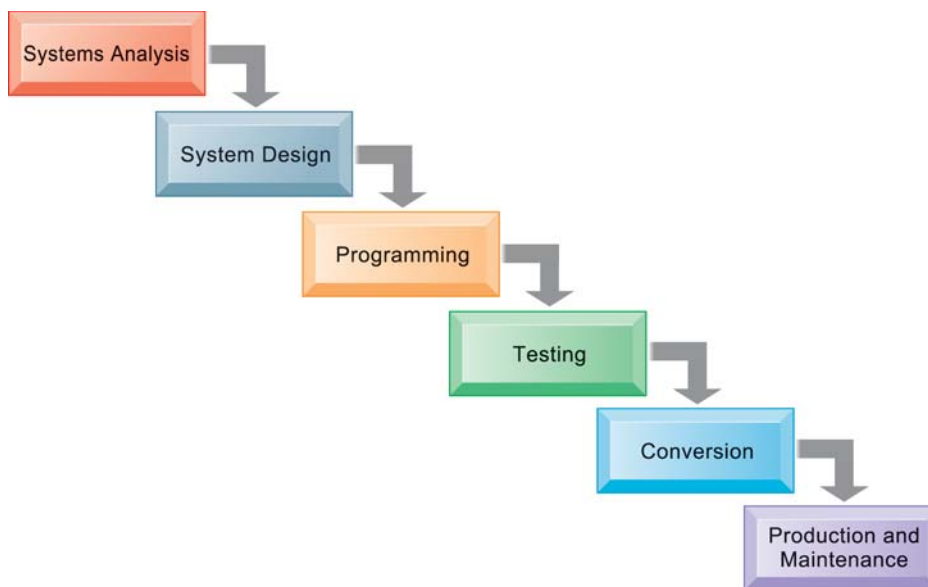 Systems Analysis
System Design
Programming
Testing
Conversion
Production and
Maintenance